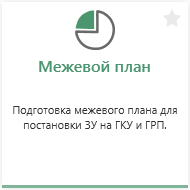 Межевой план
Подготовка межевого плана для
постановки ЗУ на ГКУ и ГРП.